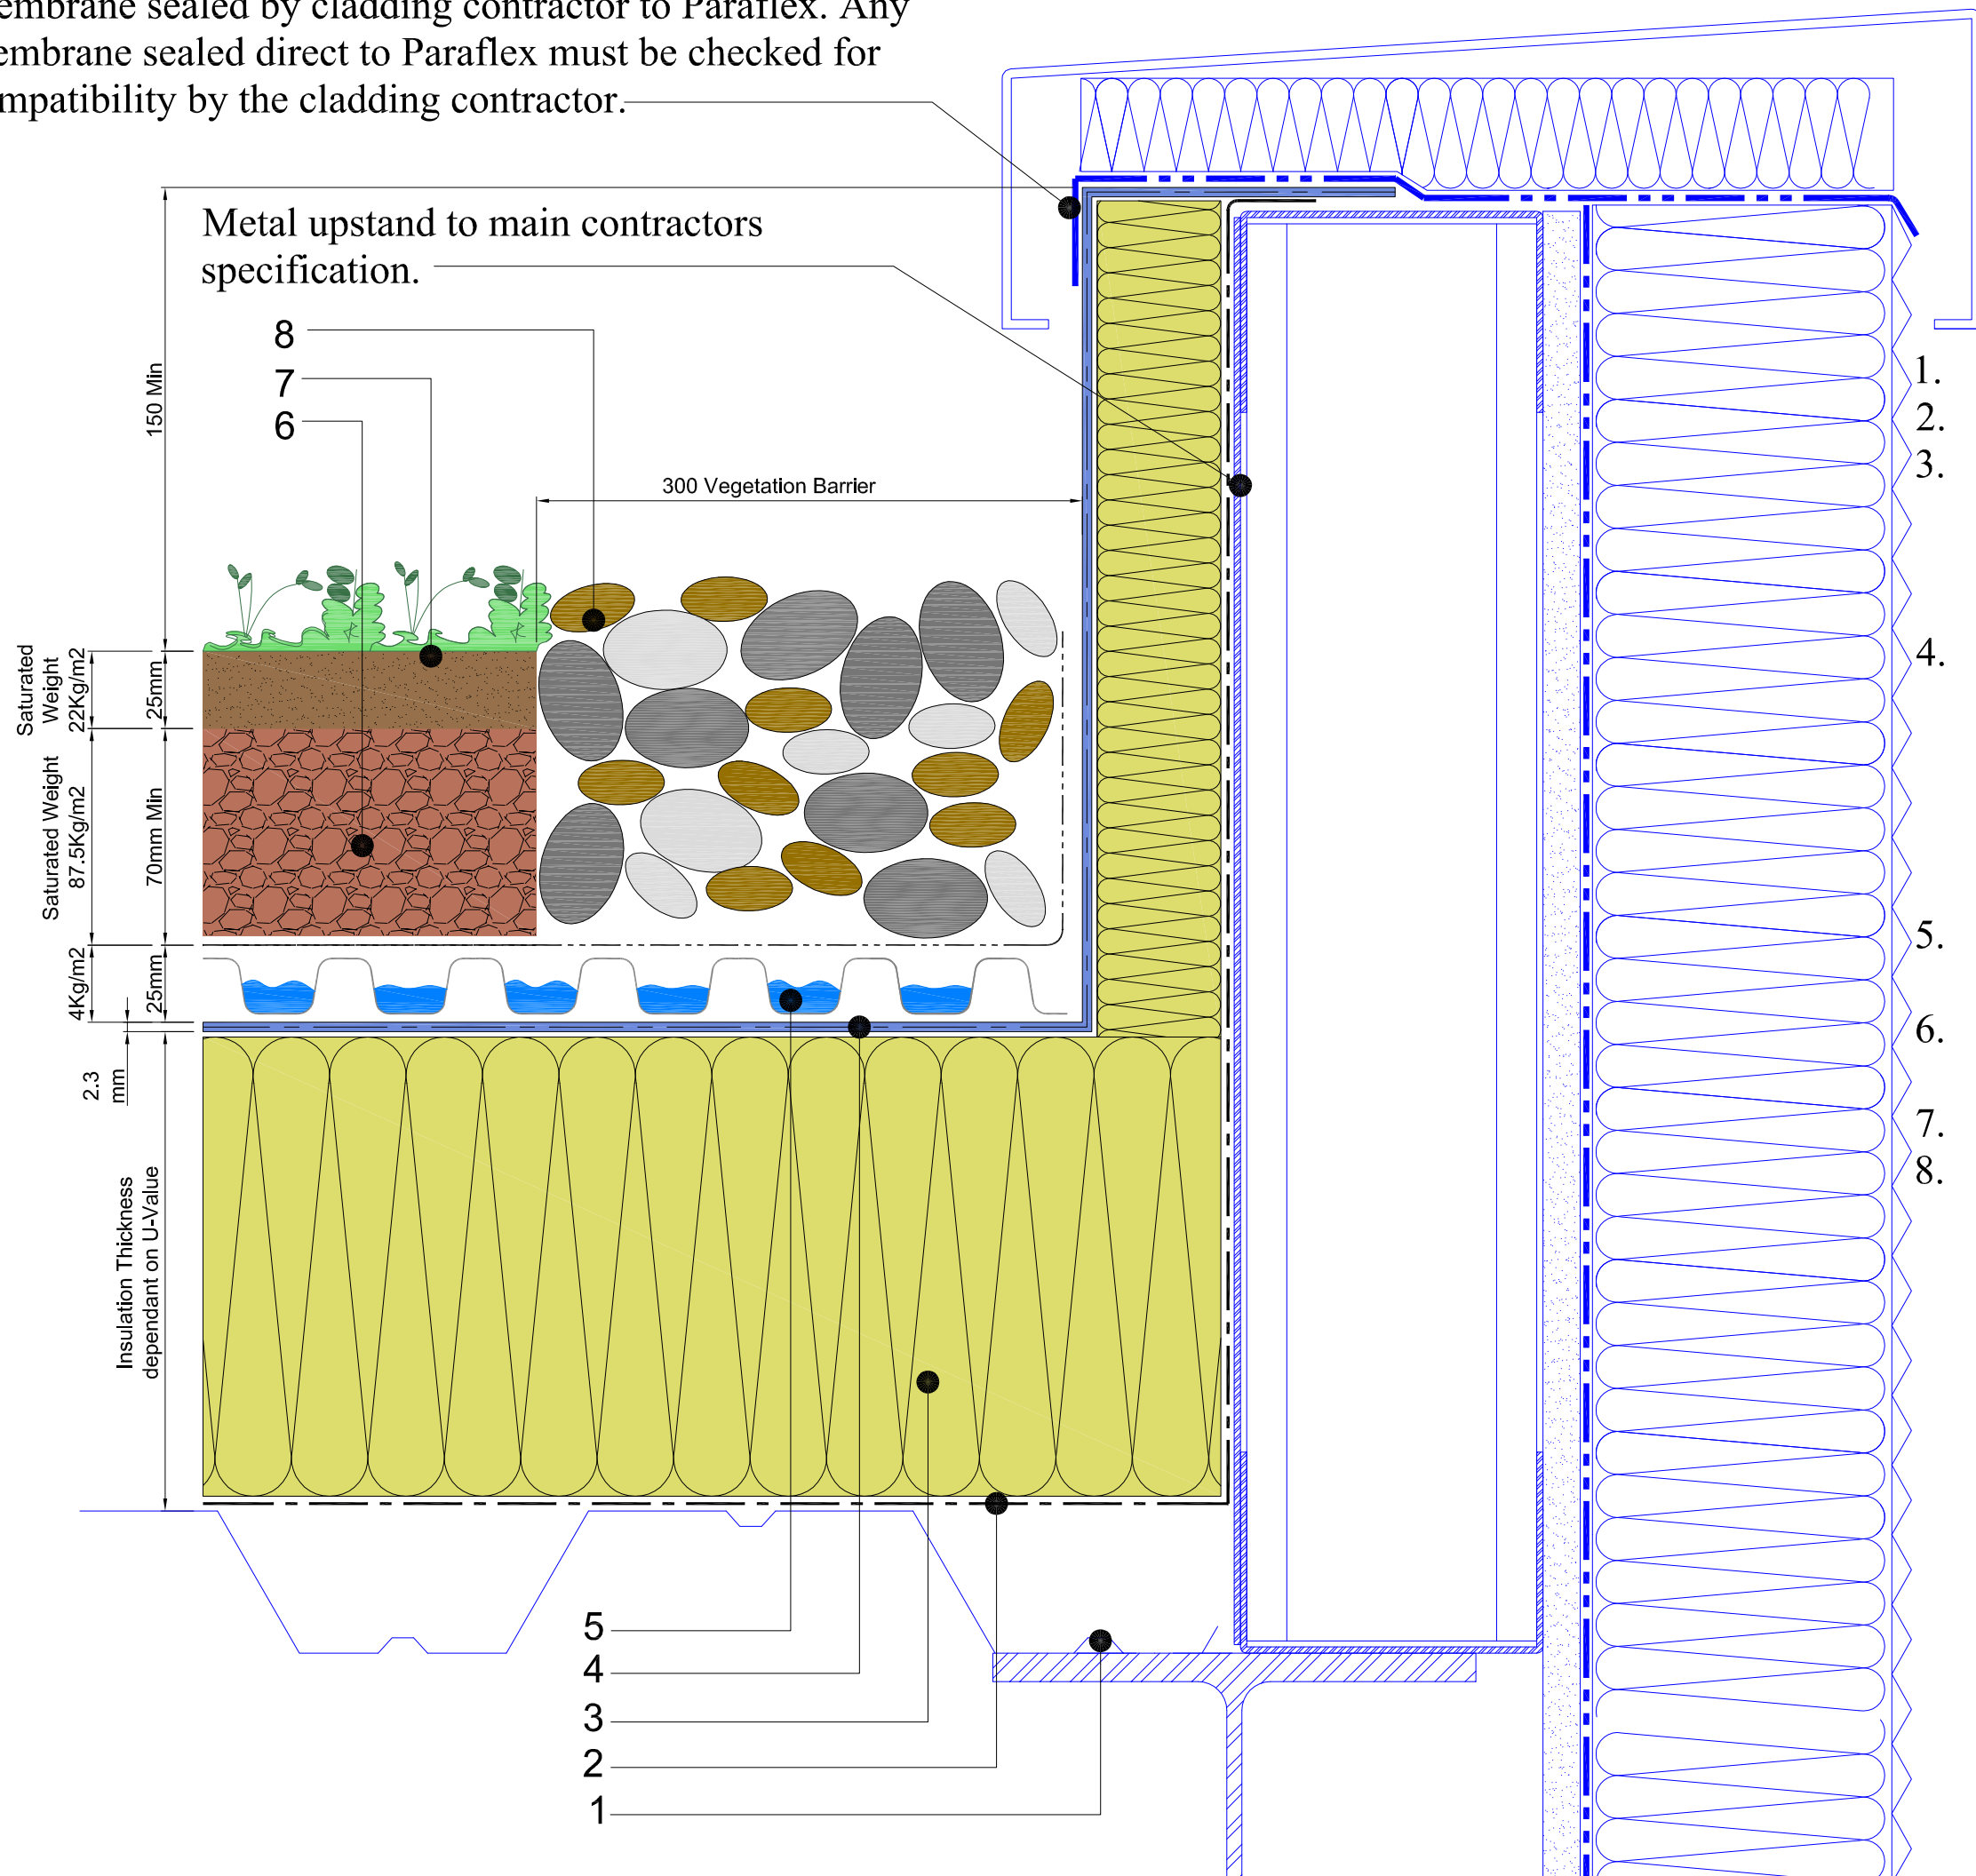 embrane sealed by cladding contractor to Paraflex. Any
embrane sealed direct to Paraflex must be checked for
mpatibility by the cladding contractor.
Metal upstand to main contractors
specification.
8
7
6
150 Min
300 Vegetation Barrier
Saturated
Weight
22Kg/m2
25mm
Saturated Weight
87.5Kg/m2
70mm Min
4Kg/m2
25mm
2.3
mm
Insulation Thickness
dependant on U-Value
5
4
3
2
1
1.
2.
3.
4.
5.
6.
7.
8.